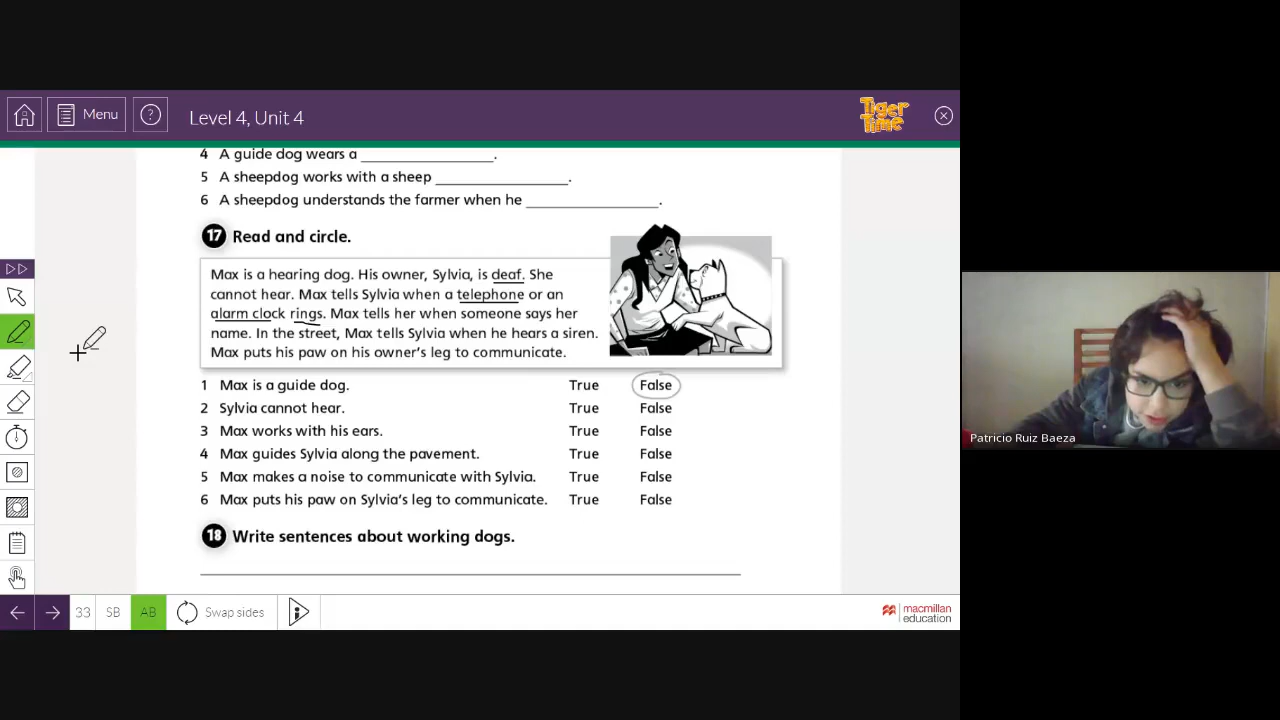 Menu
?
Level 4, Unit 4
Tiger Time
4 A guide dog wears a ____________.
5 A sheepdog works with a sheep ____________.
6 A sheepdog understands the farmer when he ____________.
17 Read and circle.
Max is a hearing dog. His owner, Sylvia, is deaf. She
cannot hear. Max tells Sylvia when a telephone or an
alarm clock rings. Max tells her when someone says her
name. In the street, Max tells Sylvia when he hears a siren.
Max puts his paw on his owner's leg to communicate.
1 Max is a guide dog. True False
2 Sylvia cannot hear. True False
3 Max works with his ears. True False
4 Max guides Sylvia along the pavement. True False
5 Max makes a noise to communicate with Sylvia. True False
6 Max puts his paw on Sylvia's leg to communicate. True False
18 Write sentences about working dogs.
33 SB AB Swap sides
macmillan
education
Patricio Ruiz Baeza